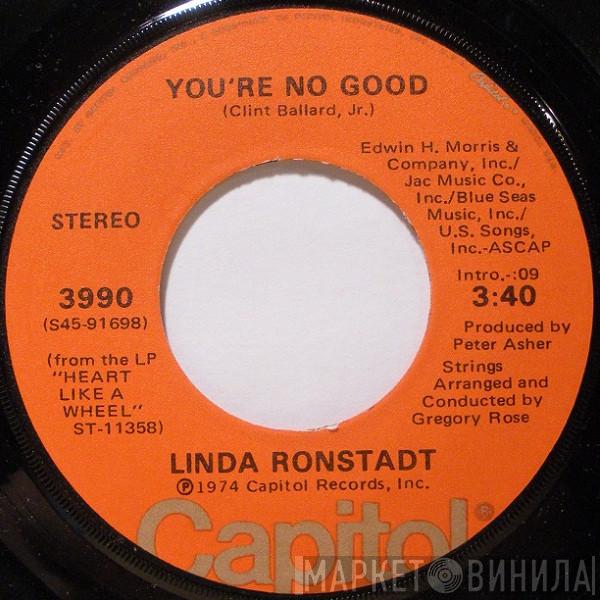 YOU'RE NO GOOD
(Clint Ballard, Jr.)
Edwin H. Morris &
Company, Inc./
Jac Music Co.,
Inc./Blue Seas
Music, Inc./
U.S. Songs,
Inc.-ASCAP
STEREO
Intro.-:09
3:40
3990
(S45-91698)
Produced by
Peter Asher
(from the LP
"HEART
LIKE A
WHEEL"
ST-11358)
Strings
Arranged and
Conducted by
Gregory Rose
LINDA RONSTADT
℗1974 Capitol Records, Inc.
Capitol®
МАРКЕТ ВИНИЛА